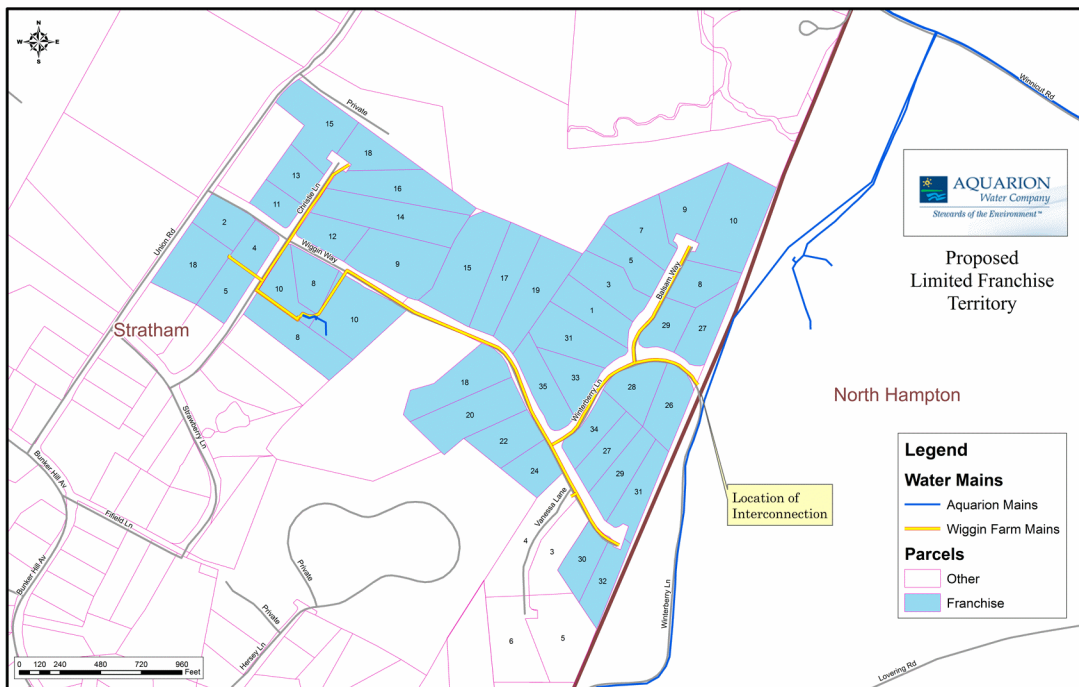 N
W
E
S
Private
15
18
13
16
11
14
Christie Ln
12
2
4
Wiggin Way
9
18
5
10
8
10
8
Union Rd
Stratham
15
17
19
7
9
10
5
3
8
1
Balsam Way
29
27
31
33
35
Winterberry Ln
28
26
34
27
29
31
18
20
22
24
Vanessa Lane
4
3
30
32
6
5
Strawberry Ln
Bunker Hill Av
Fifield Ln
Bunker Hill Av
Private
Private
Hersey Ln
Winterberry Ln
Lovering Rd
Winnicut Rd
AQUARION
Water Company
Stewards of the Environment™
Proposed
Limited Franchise
Territory
North Hampton
Location of
Interconnection
Legend
Water Mains
Aquarion Mains
Wiggin Farm Mains
Parcels
Other
Franchise
0 120 240 480 720 960
Feet